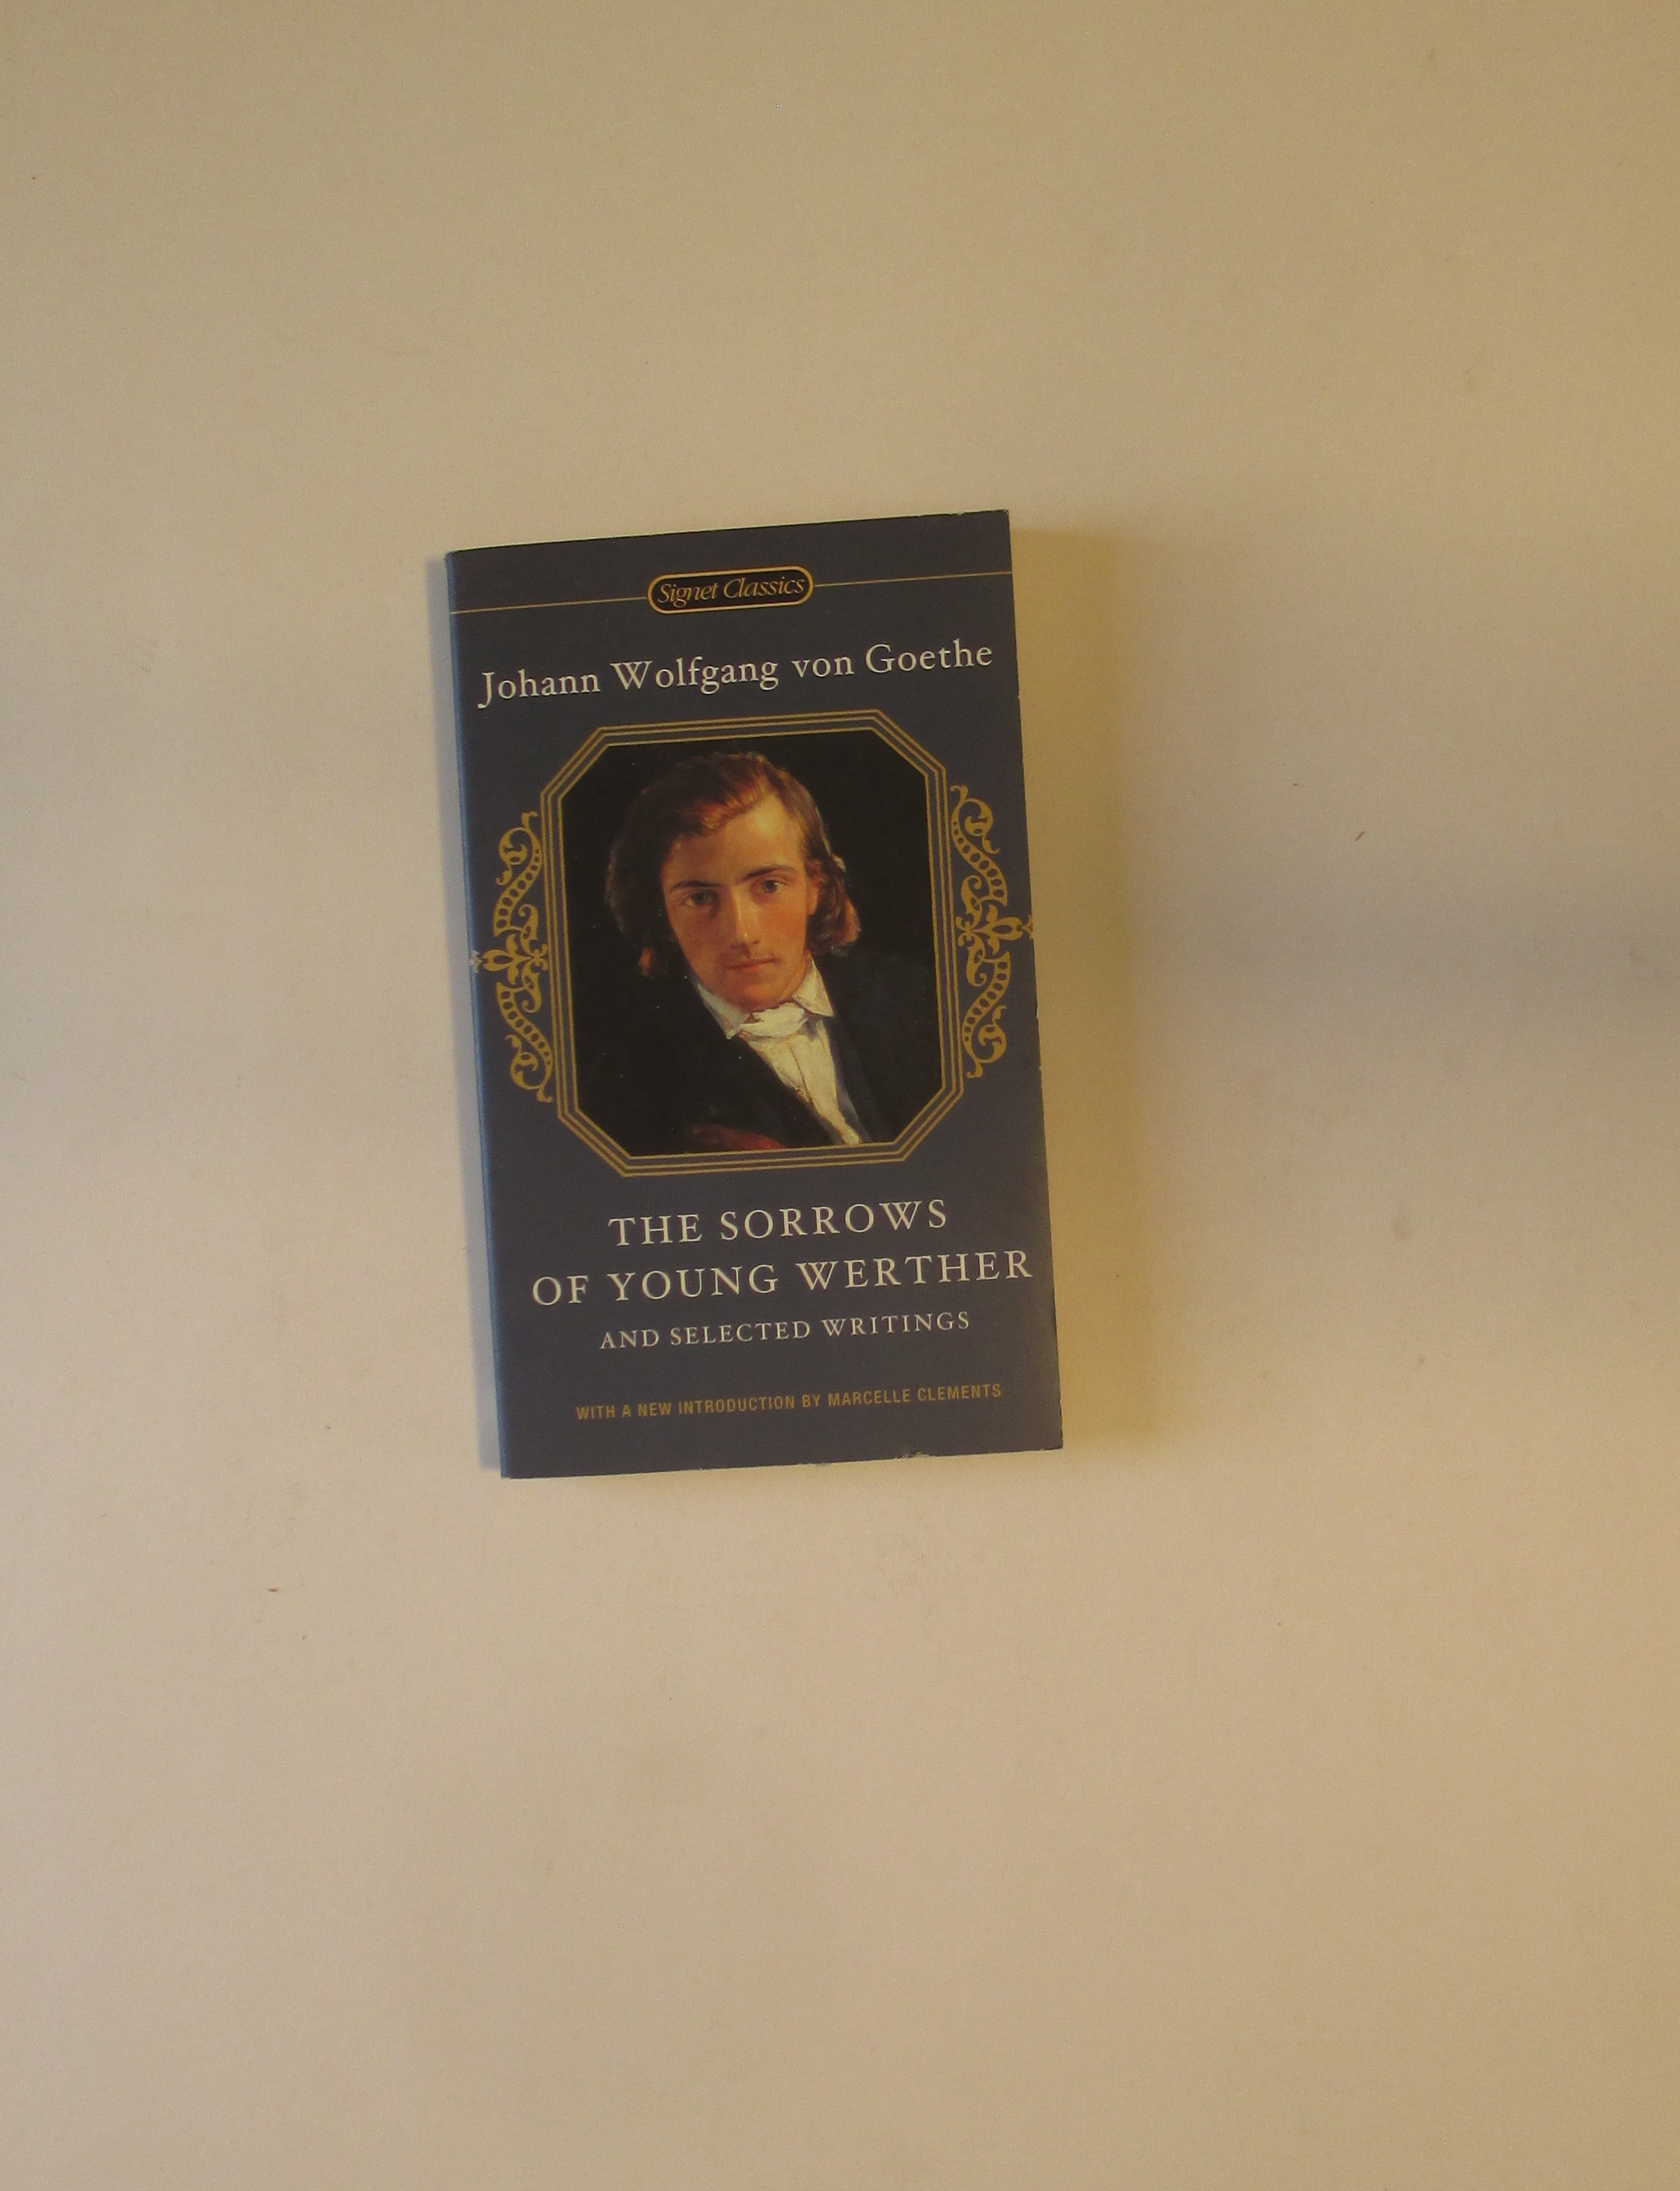 Signet Classics
Johann Wolfgang von Goethe
THE SORROWS
OF YOUNG WERTHER
AND SELECTED WRITINGS
WITH A NEW INTRODUCTION BY MARCELLE CLEMENTS